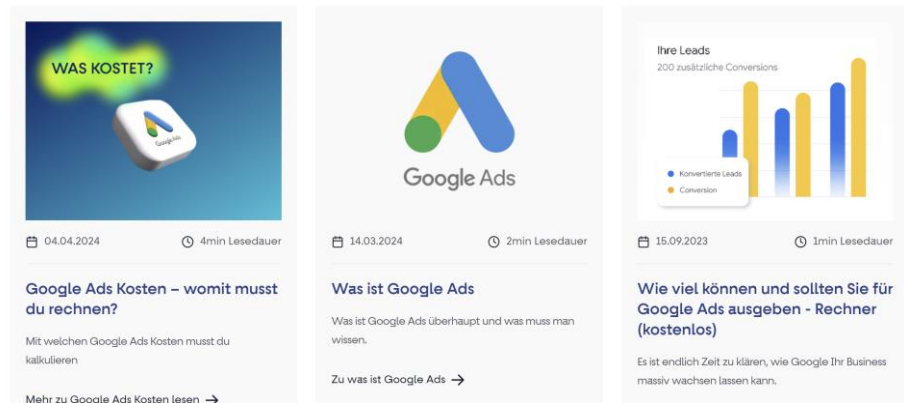 WAS KOSTET?
Google Ads
04.04.2024
4min Lesedauer
Google Ads Kosten – womit musst
du rechnen?
Mit welchen Google Ads Kosten musst du
kalkulieren
Mehr zu Google Ads Kosten lesen →
Google Ads
14.03.2024
2min Lesedauer
Was ist Google Ads
Was ist Google Ads überhaupt und was muss man
wissen.
Zu was ist Google Ads →
Ihre Leads
200 zusätzliche Conversions
Konvertierte Leads
Conversion
15.09.2023
1min Lesedauer
Wie viel können und sollten Sie für
Google Ads ausgeben - Rechner
(kostenlos)
Es ist endlich Zeit zu klären, wie Google Ihr Business
massiv wachsen lassen kann.